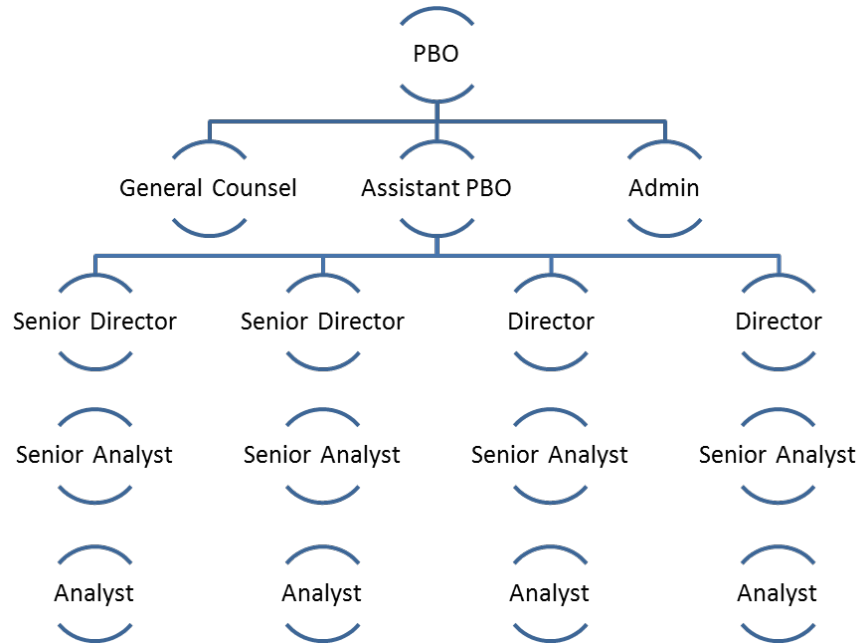 PBO
General Counsel
Assistant PBO
Admin
Senior Director
Senior Director
Director
Director
Senior Analyst
Senior Analyst
Senior Analyst
Senior Analyst
Analyst
Analyst
Analyst
Analyst